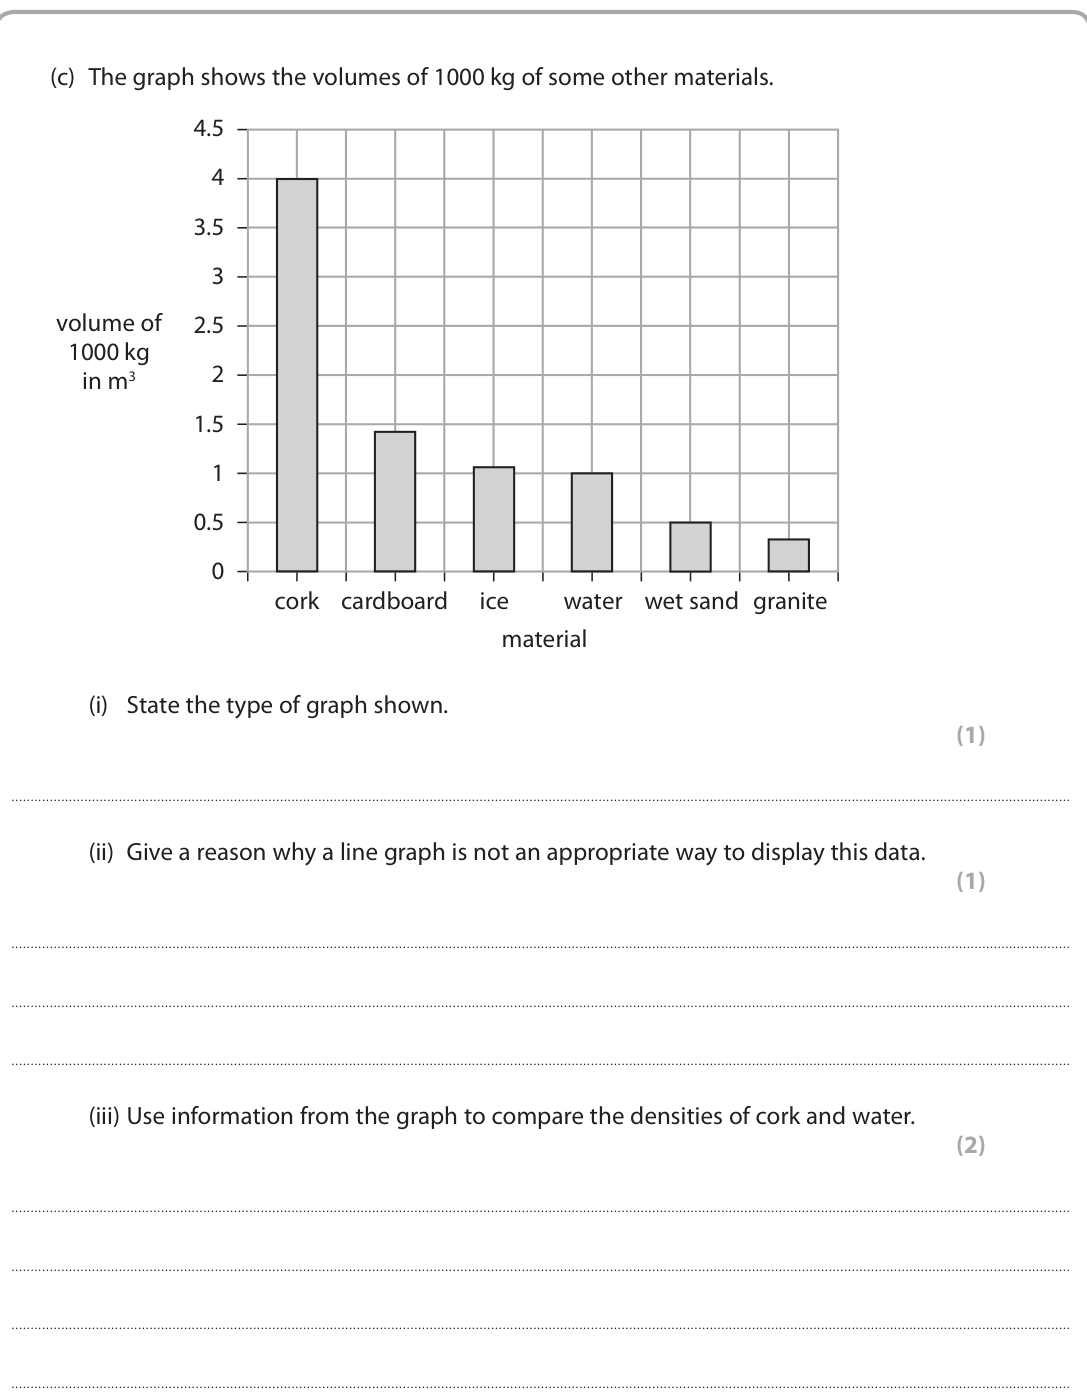 (c) The graph shows the volumes of 1000 kg of some other materials.
4.5
4
3.5
3
2.5
2
1.5
1
0.5
0
volume of
1000 kg
in m³
cork cardboard ice water wet sand granite
material
(i) State the type of graph shown.
(1)
(ii) Give a reason why a line graph is not an appropriate way to display this data.
(1)
(iii) Use information from the graph to compare the densities of cork and water.
(2)